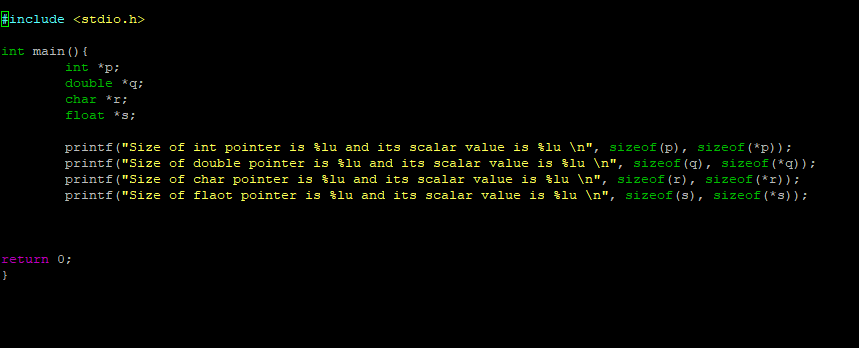 #include <stdio.h>
int main(){
int *p;
double *q;
char *r;
float *s;
printf("Size of int pointer is %lu and its scalar value is %lu \n", sizeof(p), sizeof(*p));
printf("Size of double pointer is %lu and its scalar value is %lu \n", sizeof(q), sizeof(*q));
printf("Size of char pointer is %lu and its scalar value is %lu \n", sizeof(r), sizeof(*r));
printf("Size of flaot pointer is %lu and its scalar value is %lu \n", sizeof(s), sizeof(*s));
return 0;
}